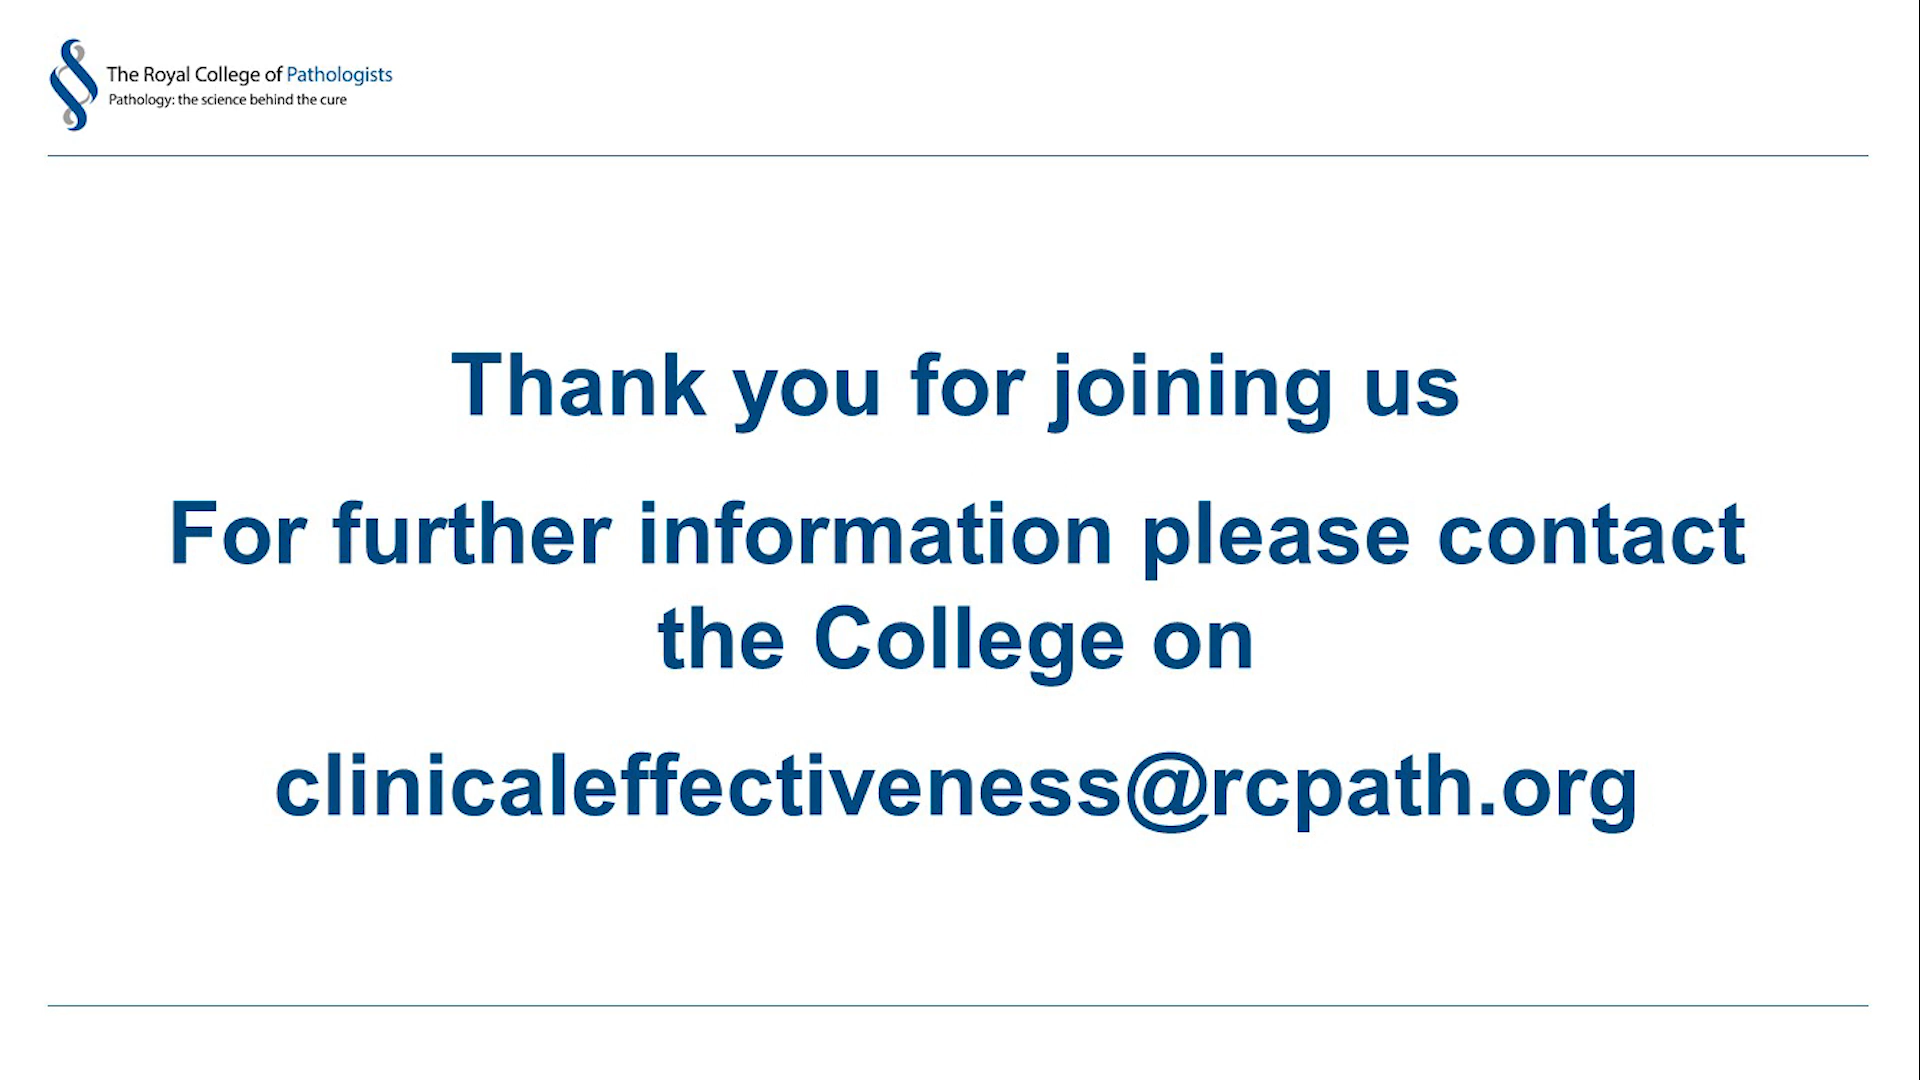 The Royal College of Pathologists
Pathology: the science behind the cure
Thank you for joining us
For further information please contact
the College on
clinicaleffectiveness@rcpath.org